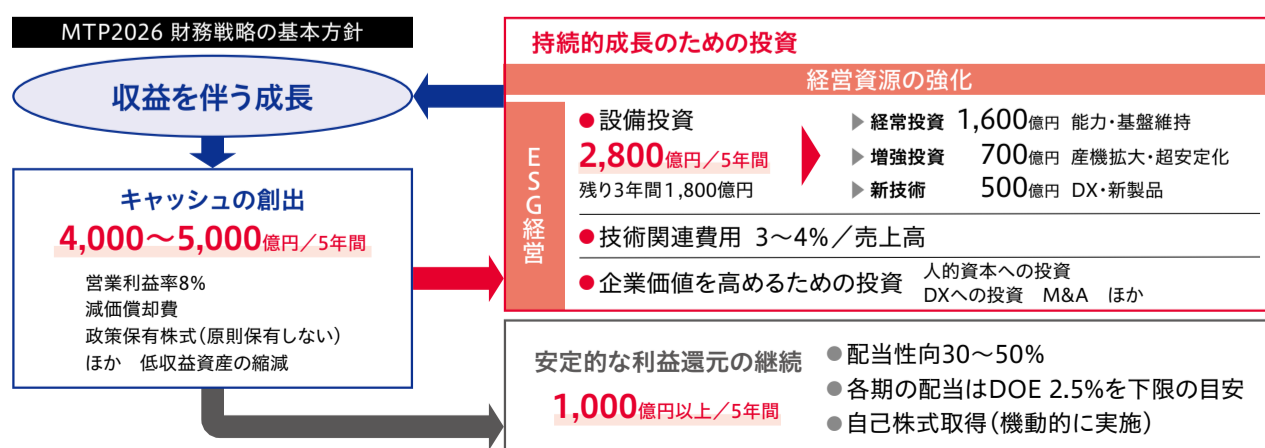 MTP2026 財務戦略の基本方針
収益を伴う成長
キャッシュの創出
4,000〜5,000億円／5年間
営業利益率8%
減価償却費
政策保有株式（原則保有しない）
ほか　低収益資産の縮減
持続的成長のための投資
経営資源の強化
ESG経営
●設備投資
2,800億円／5年間
残り3年間1,800億円
▶経常投資 1,600億円 能力・基盤維持
▶増強投資 700億円 産機拡大・超安定化
▶新技術 500億円 DX・新製品
●技術関連費用 3〜4%／売上高
●企業価値を高めるための投資
人的資本への投資
DXへの投資　M&A　ほか
安定的な利益還元の継続
1,000億円以上／5年間
●配当性向30〜50%
●各期の配当はDOE 2.5%を下限の目安
●自己株式取得（機動的に実施）